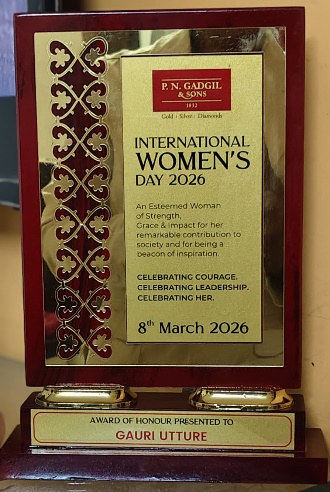 P. N. GADGIL
& SONS
1832
Gold | Silver | Diamonds
INTERNATIONAL
WOMEN'S
DAY 2026
An Esteemed Woman
of Strength,
Grace & Impact for her
remarkable contribution to
society and for being a
beacon of inspiration.
CELEBRATING COURAGE.
CELEBRATING LEADERSHIP.
CELEBRATING HER.
8th March 2026
AWARD OF HONOUR PRESENTED TO
GAURI UTTURE